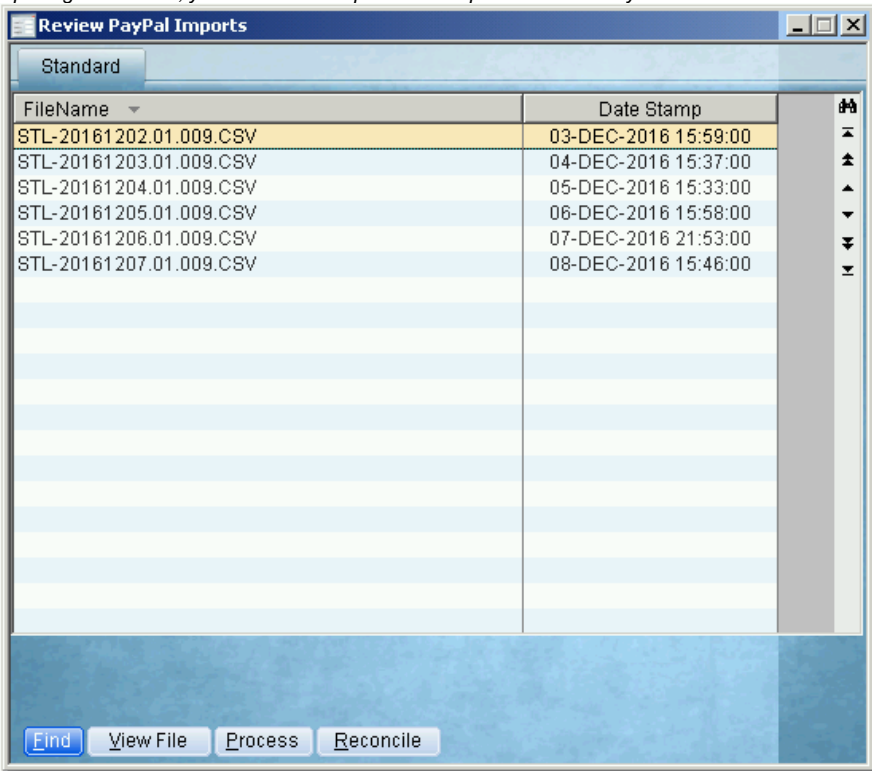 Review PayPal Imports
Standard
FileName Date Stamp
STL-20161202.01.009.CSV 03-DEC-2016 15:59:00
STL-20161203.01.009.CSV 04-DEC-2016 15:37:00
STL-20161204.01.009.CSV 05-DEC-2016 15:33:00
STL-20161205.01.009.CSV 06-DEC-2016 15:58:00
STL-20161206.01.009.CSV 07-DEC-2016 21:53:00
STL-20161207.01.009.CSV 08-DEC-2016 15:46:00
Find View File Process Reconcile